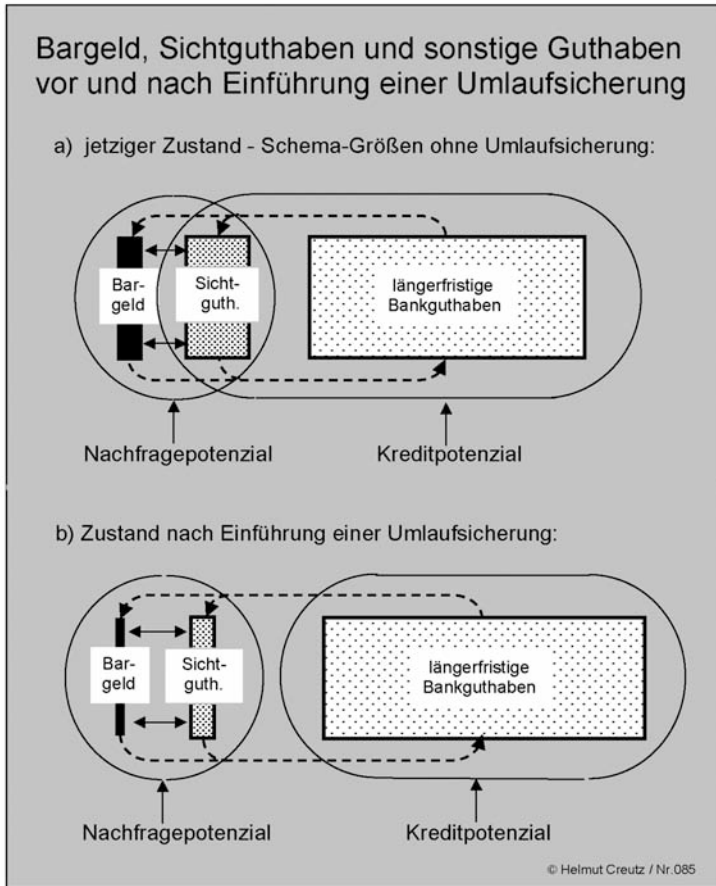 Bargeld, Sichtguthaben und sonstige Guthaben
vor und nach Einführung einer Umlaufsicherung
a) jetziger Zustand - Schema-Größen ohne Umlaufsicherung:
Bar-
geld
Sicht-
guth.
längerfristige
Bankguthaben
Nachfragepotenzial
Kreditpotenzial
b) Zustand nach Einführung einer Umlaufsicherung:
Bar-
geld
Sicht-
guth.
längerfristige
Bankguthaben
Nachfragepotenzial
Kreditpotenzial
© Helmut Creutz / Nr.085